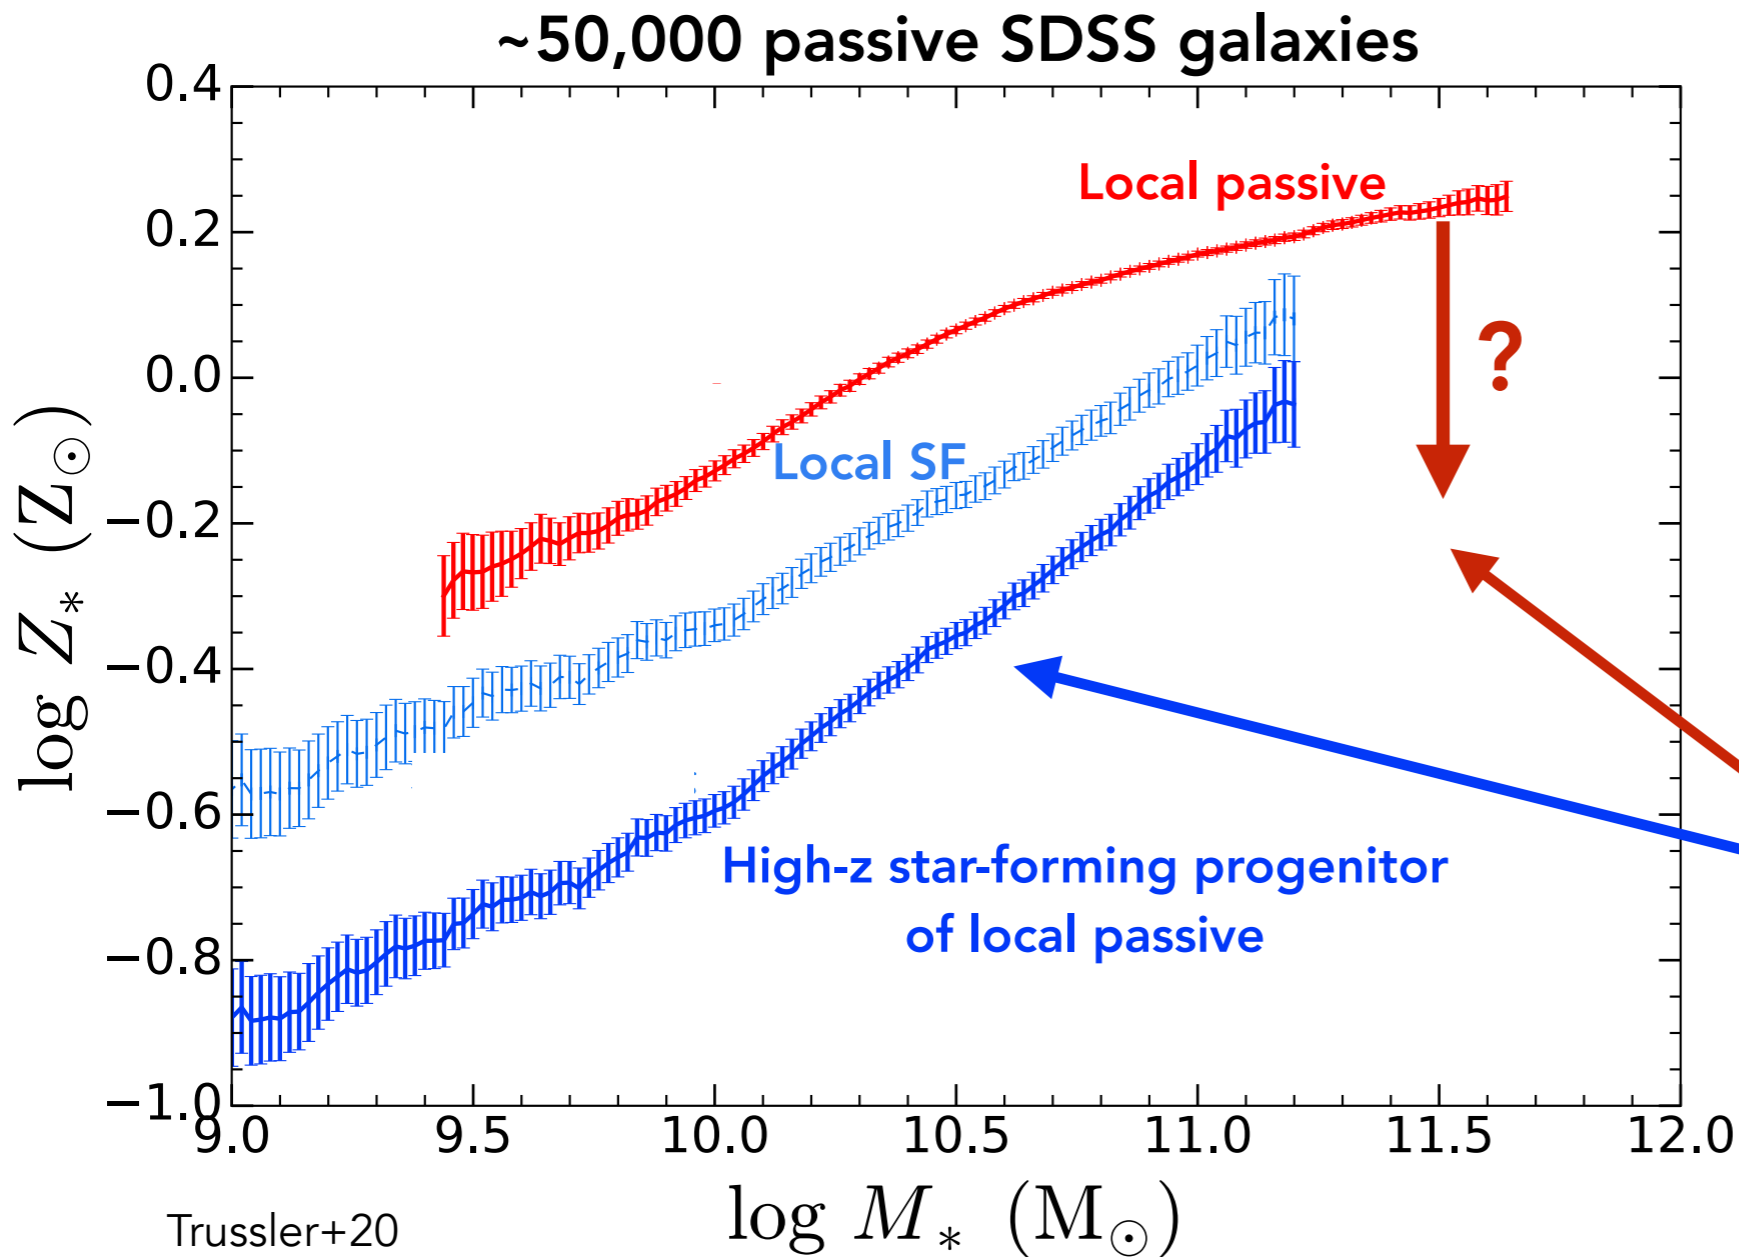 ~50,000 passive SDSS galaxies
0.4
0.2
0.0
−0.2
−0.4
−0.6
−0.8
−1.0
log Z* (Z⊙)
Local passive
?
Local SF
High-z star-forming progenitor
of local passive
9.0 9.5 10.0 10.5 11.0 11.5 12.0
log M* (M⊙)
Trussler+20